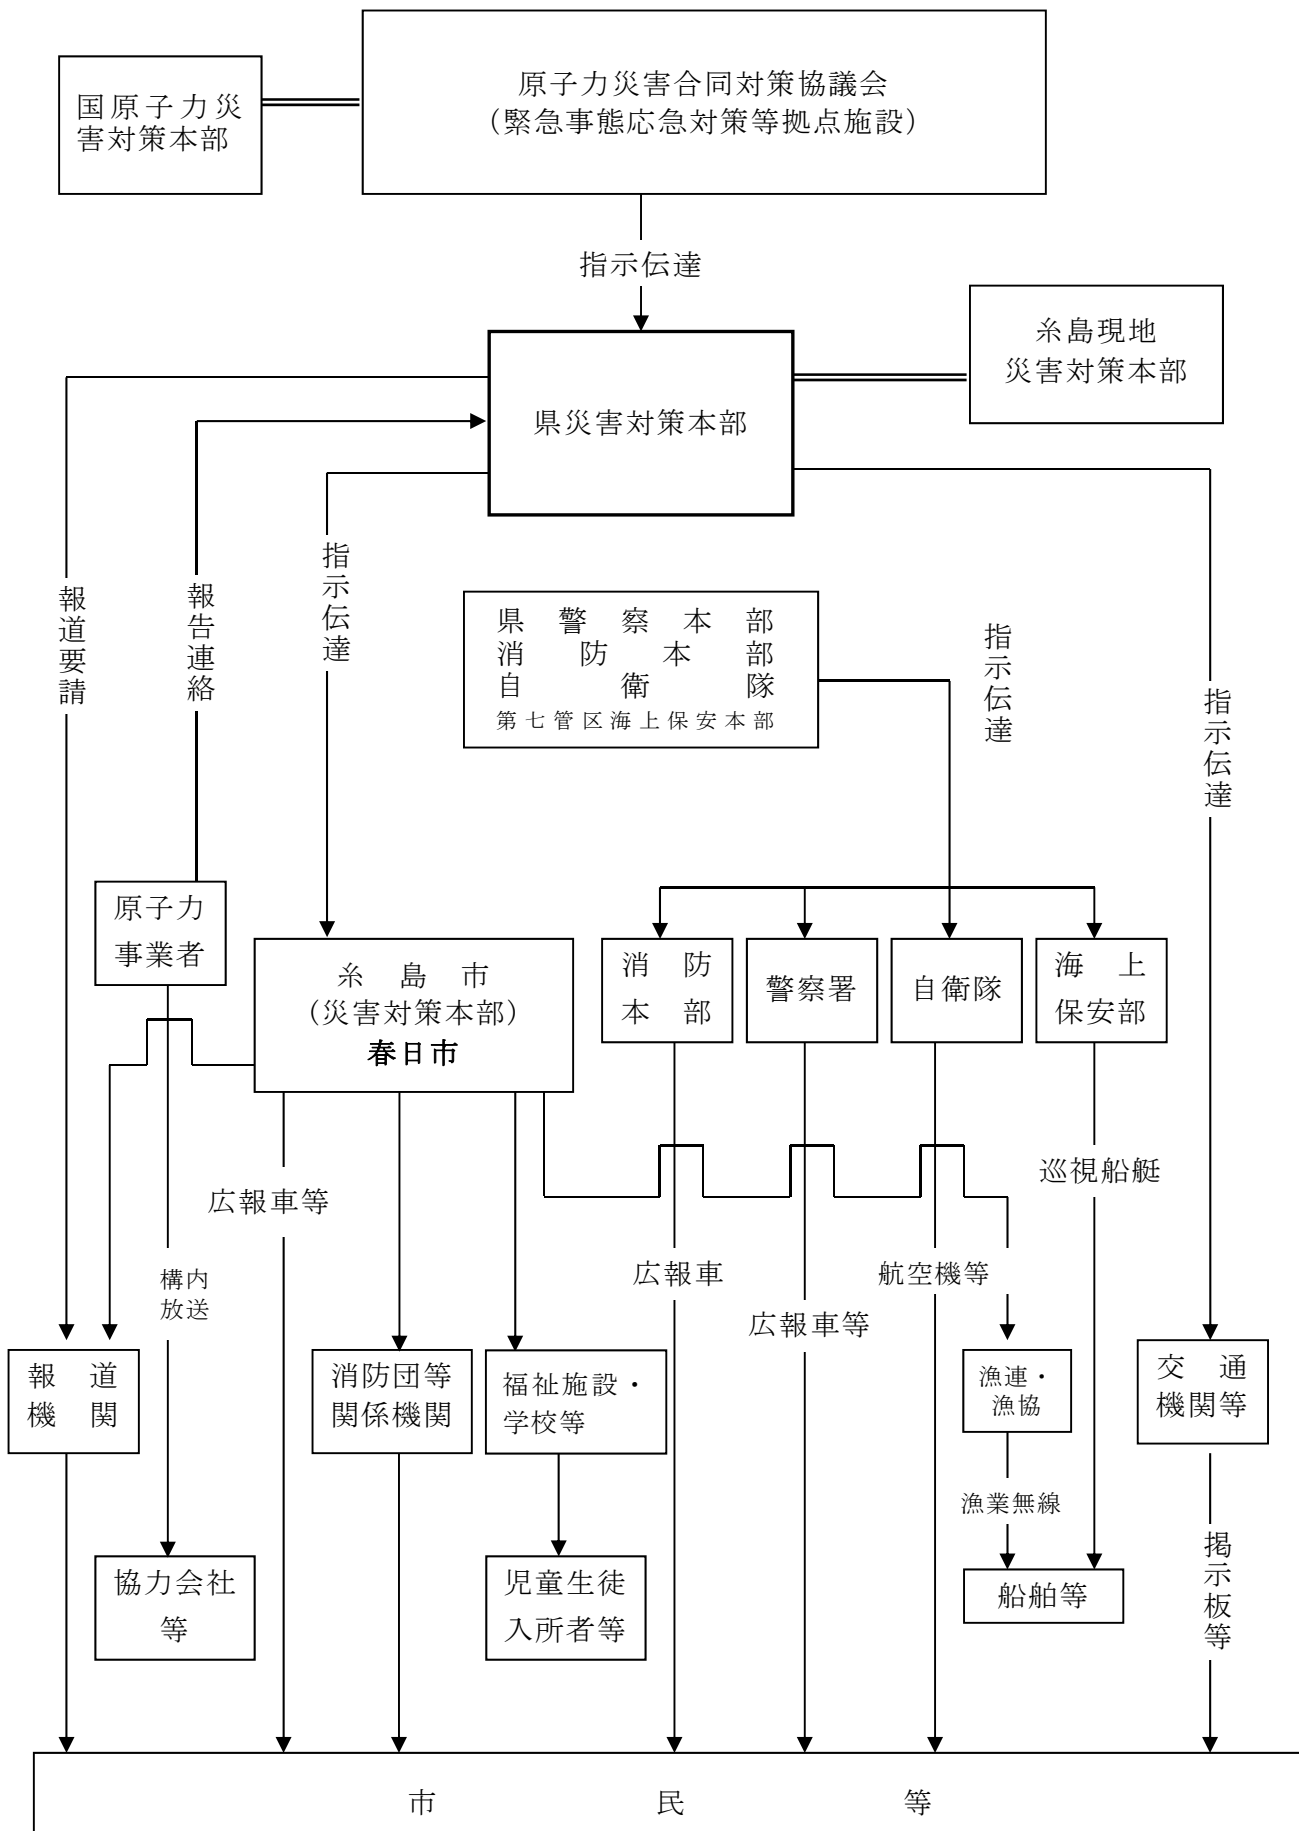 原子力災害合同対策協議会
（緊急事態応急対策等拠点施設）
国原子力災
害対策本部
指示伝達
糸島現地
災害対策本部
県災害対策本部
報道要請
報告連絡
指示伝達
県警察本部
消防本部
自衛隊
第七管区海上保安本部
指示伝達
指示伝達
原子力
事業者
糸島市
（災害対策本部）
春日市
消防
本部
警察署
自衛隊
海上
保安部
広報車等
巡視船艇
構内
放送
広報車
航空機等
広報車等
報道
機関
消防団等
関係機関
福祉施設・
学校等
漁連・
漁協
交通
機関等
漁業無線
掲示板等
協力会社
等
児童生徒
入所者等
船舶等
市民等